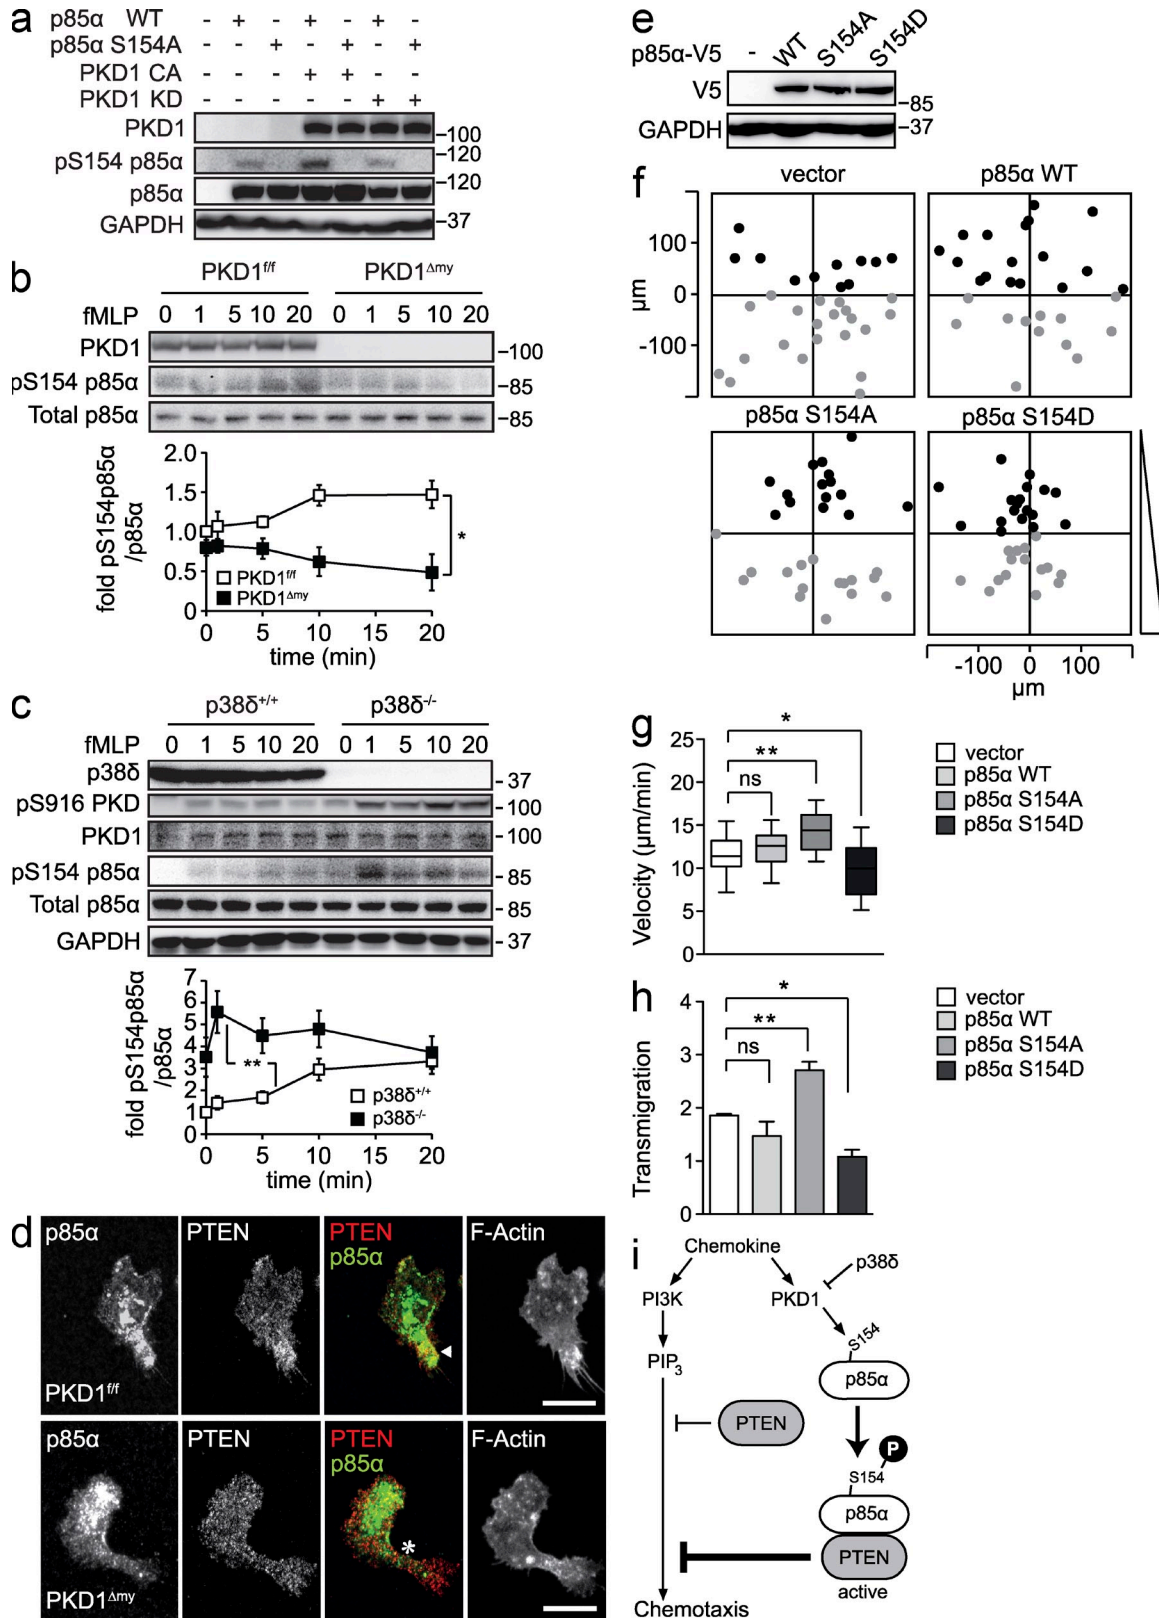 a
p85α WT - + - + - + -
p85α S154A - - + - + - +
PKD1 CA - - - + + - -
PKD1 KD - - - - - + +
PKD1
–100
pS154 p85α
–120
p85α
–120
GAPDH
–37
b
PKD1f/f PKD1Δmy
fMLP 0 1 5 10 20 0 1 5 10 20
PKD1
–100
pS154 p85α
–85
Total p85α
–85
fold pS154p85α
/p85α
2.0
1.5
1.0
0.5
0
*
PKD1f/f
PKD1Δmy
0 5 10 15 20
time (min)
c
p38δ+/+ p38δ-/-
fMLP 0 1 5 10 20 0 1 5 10 20
p38δ
- 37
pS916 PKD
- 100
PKD1
- 100
pS154 p85α
- 85
Total p85α
- 85
GAPDH
- 37
fold pS154p85α
/p85α
7
6
5
4
3
2
1
0
**
p38δ+/+
p38δ-/-
0 5 10 15 20
time (min)
d
p85α PTEN PTEN F-Actin
p85α
PKD1f/f
p85α PTEN PTEN F-Actin
p85α
*
PKD1Δmy
e
p85α-V5 - WT S154A S154D
V5
–85
GAPDH
–37
f
vector p85α WT
100
0
-100
µm
p85α S154A p85α S154D
-100 0 100
µm
g
Velocity (µm/min)
25
20
15
10
5
0
*
**
ns
vector
p85α WT
p85α S154A
p85α S154D
h
Transmigration
4
3
2
1
0
*
**
ns
vector
p85α WT
p85α S154A
p85α S154D
i
Chemokine
p38δ
PI3K PKD1
S154
PIP3
p85α
PTEN
P
S154
p85α
PTEN
active
Chemotaxis